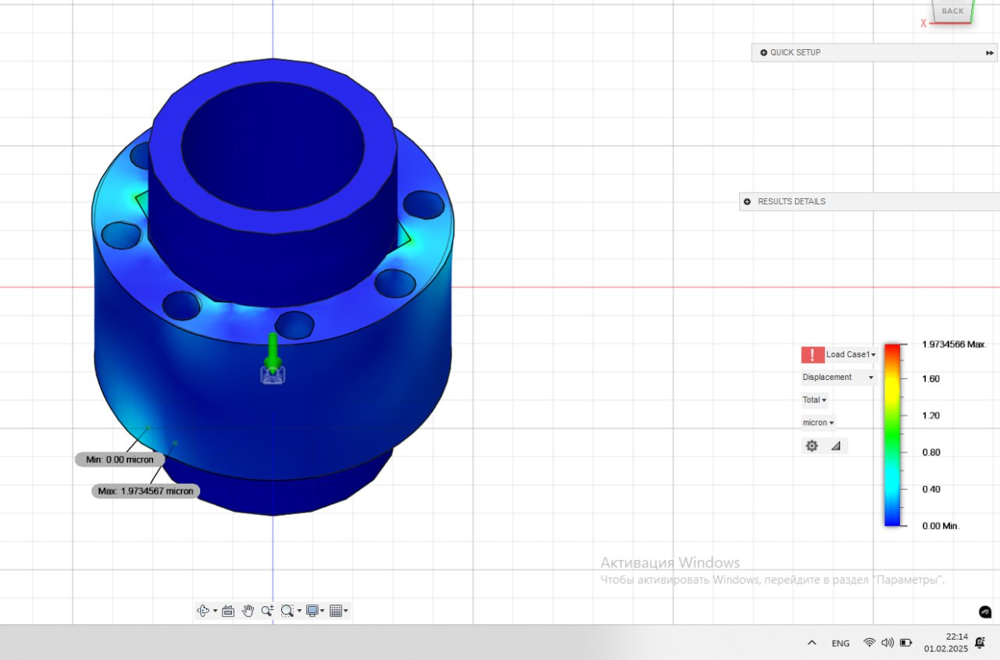 BACK
X
QUICK SETUP
RESULTS DETAILS
1.9734566 Max.
Load Case1
Displacement
1.60
Total
1.20
micron
0.80
0.40
0.00 Min.
Min: 0.00 micron
Max: 1.9734567 micron
Активация Windows
Чтобы активировать Windows, перейдите в раздел "Параметры".
ENG
22:14
01.02.2025